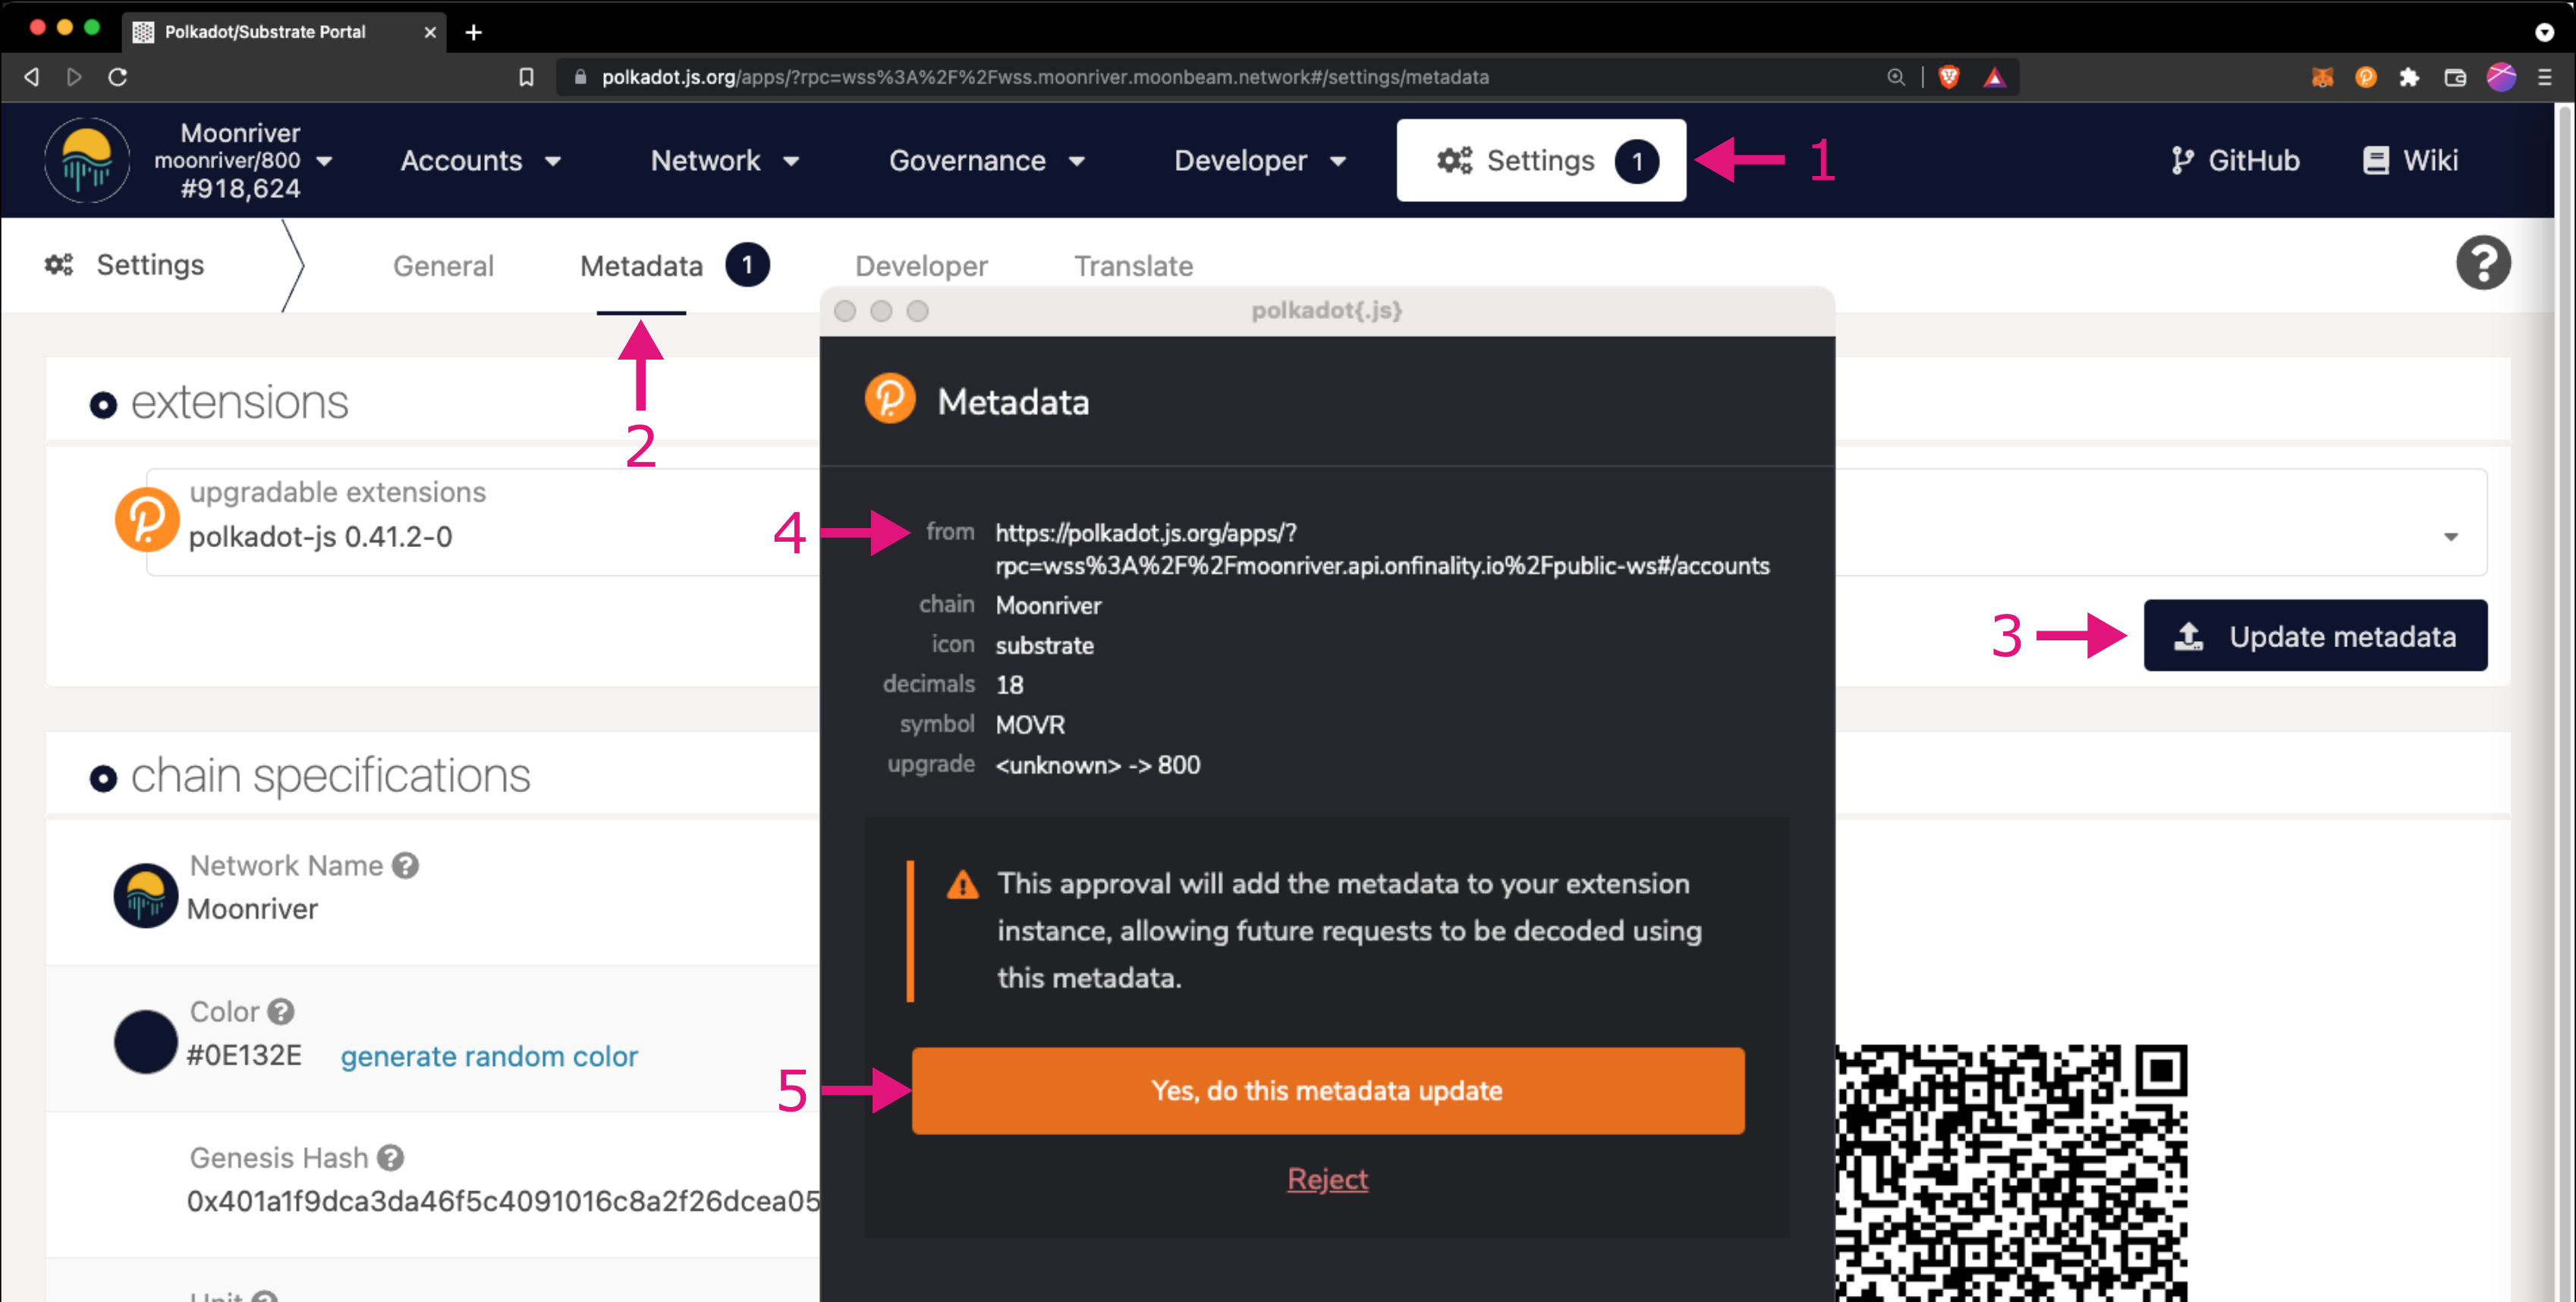 Polkadot/Substrate Portal
polkadot.js.org/apps/?rpc=wss%3A%2F%2Fwss.moonriver.moonbeam.network#/settings/metadata
Moonriver
moonriver/800
#918,624
Accounts
Network
Governance
Developer
Settings 1
1
GitHub
Wiki
Settings
General
Metadata 1
Developer
Translate
?
2
extensions
upgradable extensions
polkadot-js 0.41.2-0
3
Update metadata
chain specifications
Network Name ?
Moonriver
Color ?
#0E132E
generate random color
Genesis Hash ?
0x401a1f9dca3da46f5c4091016c8a2f26dcea05
Unit ?
polkadot{.js}
Metadata
4
from https://polkadot.js.org/apps/?
rpc=wss%3A%2F%2Fmoonriver.api.onfinality.io%2Fpublic-ws#/accounts
chain Moonriver
icon substrate
decimals 18
symbol MOVR
upgrade <unknown> -> 800
This approval will add the metadata to your extension
instance, allowing future requests to be decoded using
this metadata.
5
Yes, do this metadata update
Reject